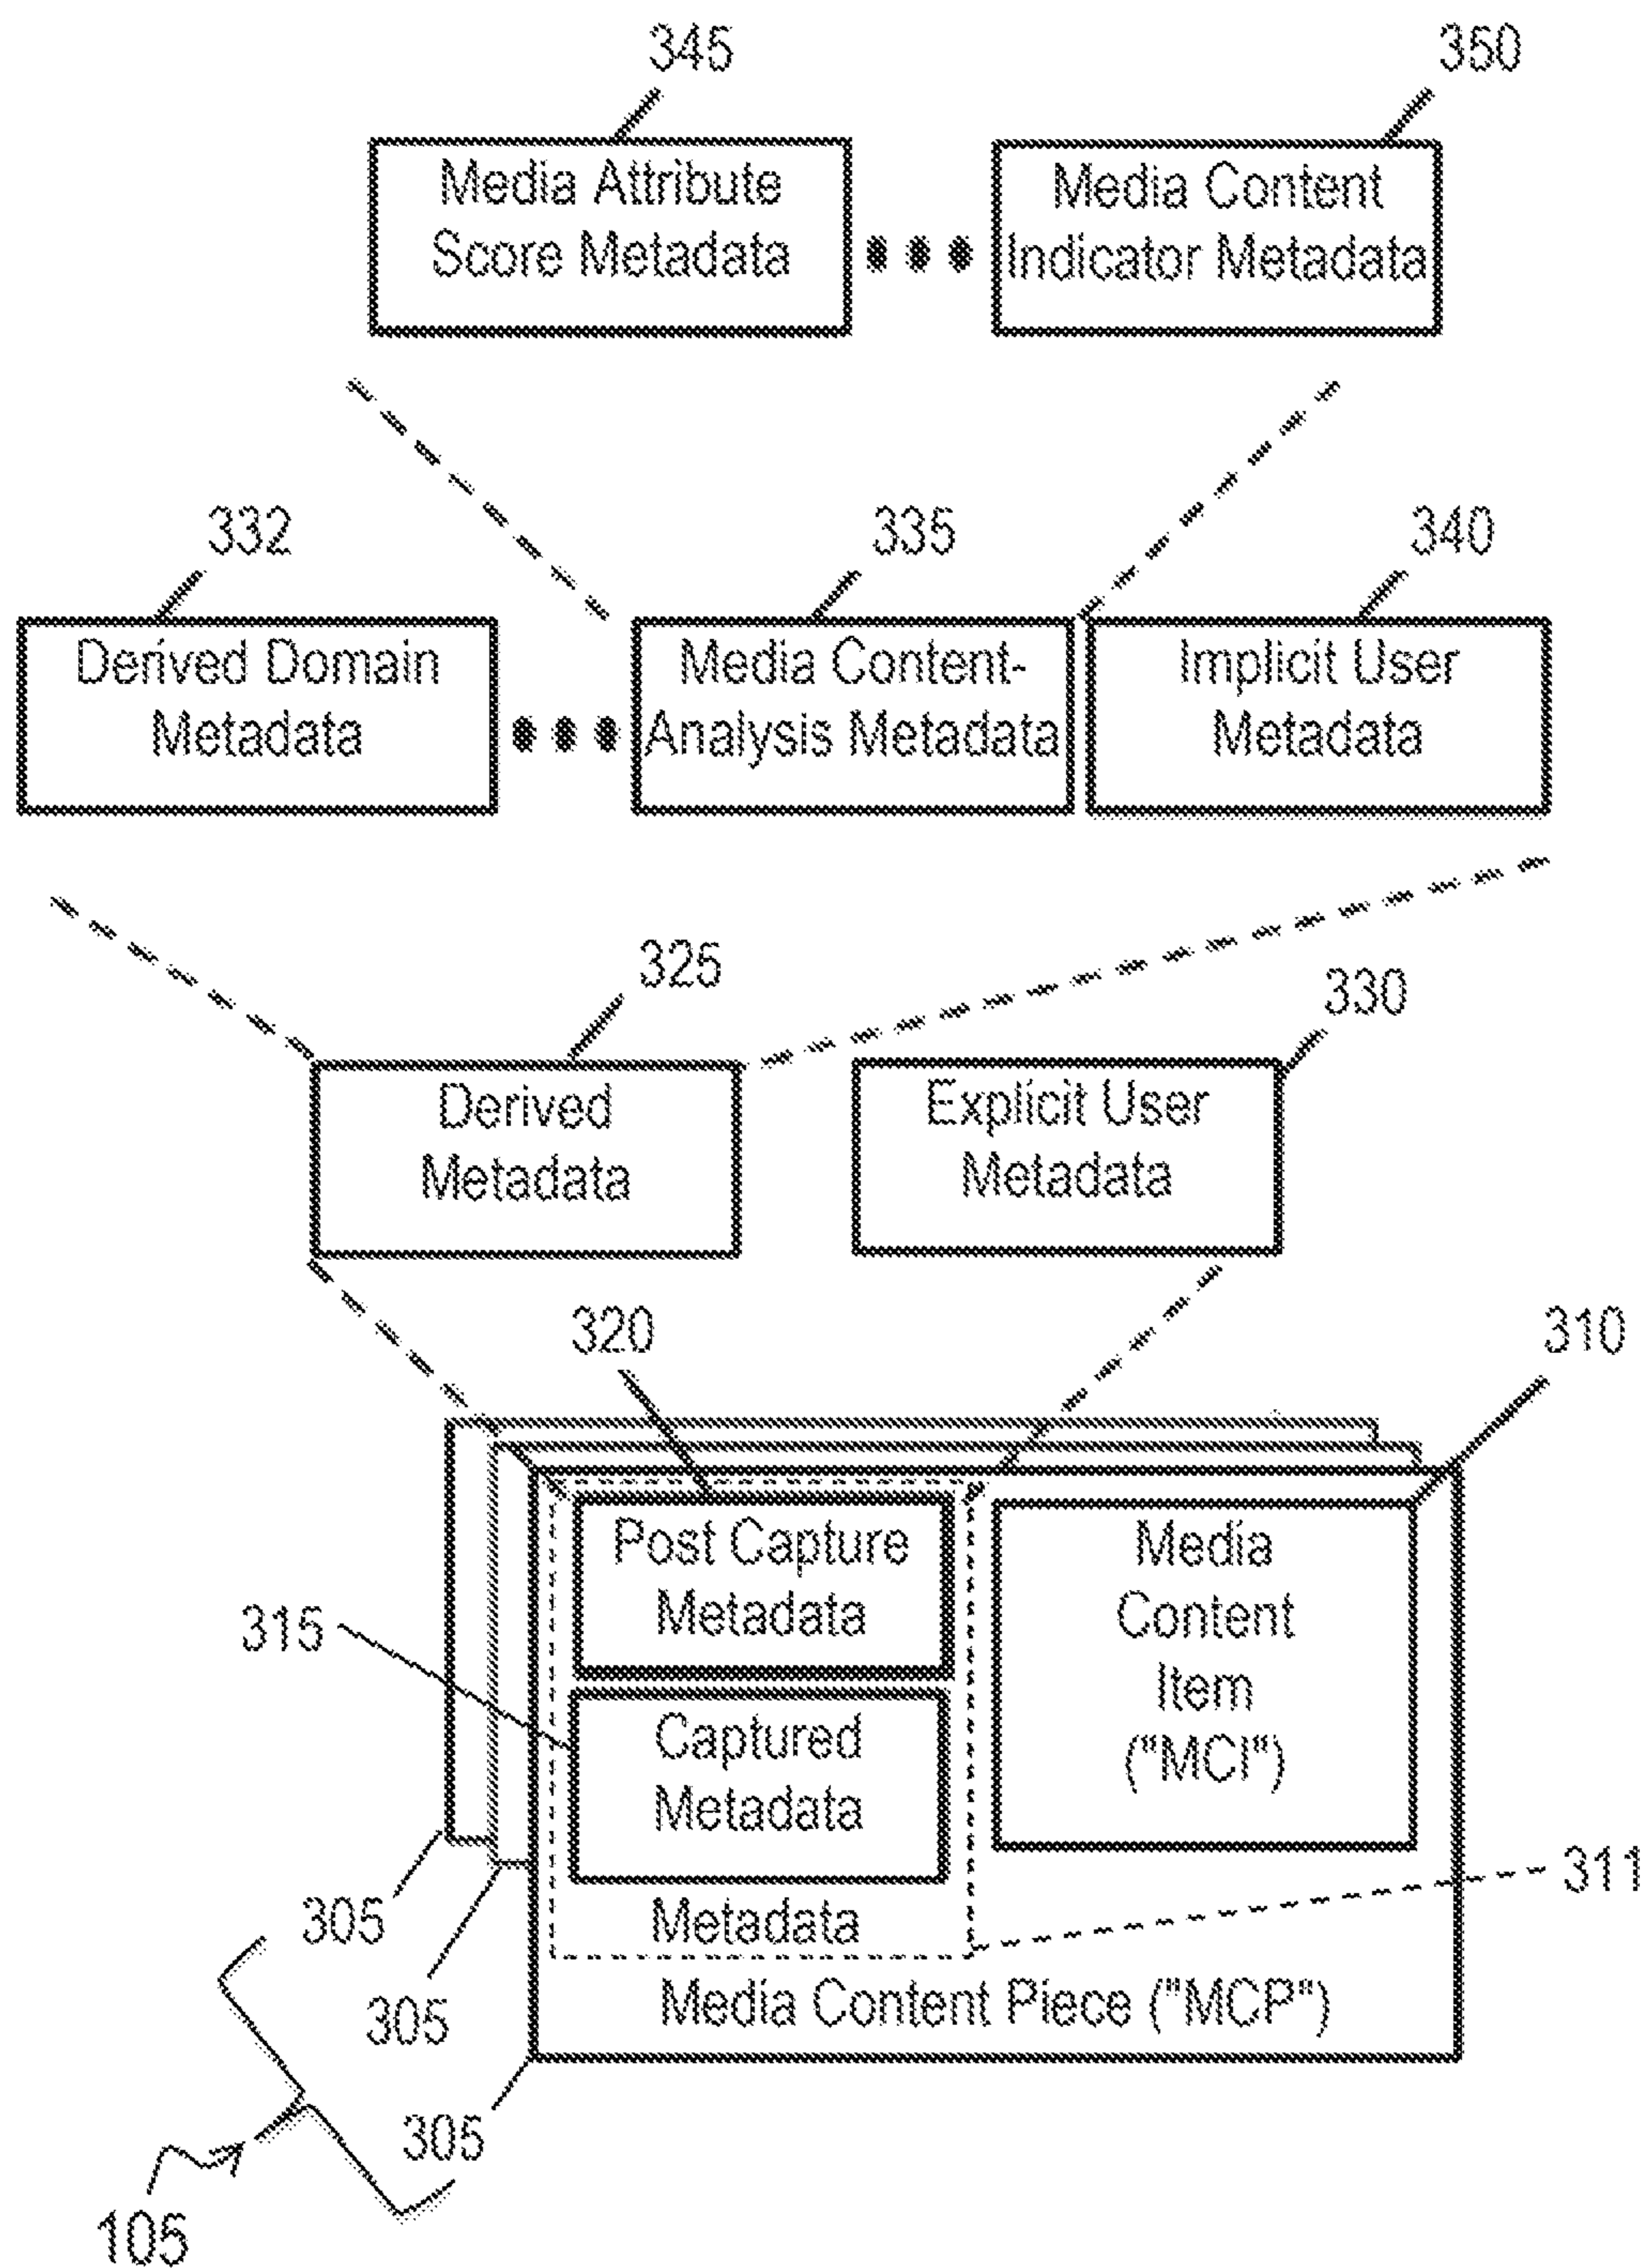 345
350
Media Attribute
Score Metadata
Media Content
Indicator Metadata
332
335
340
Derived Domain
Metadata
Media Content-
Analysis Metadata
Implicit User
Metadata
325
330
Derived
Metadata
Explicit User
Metadata
320
310
Post Capture
Metadata
Media
Content
Item
("MCI")
315
Captured
Metadata
311
Metadata
305
Media Content Piece ("MCP")
305
305
105